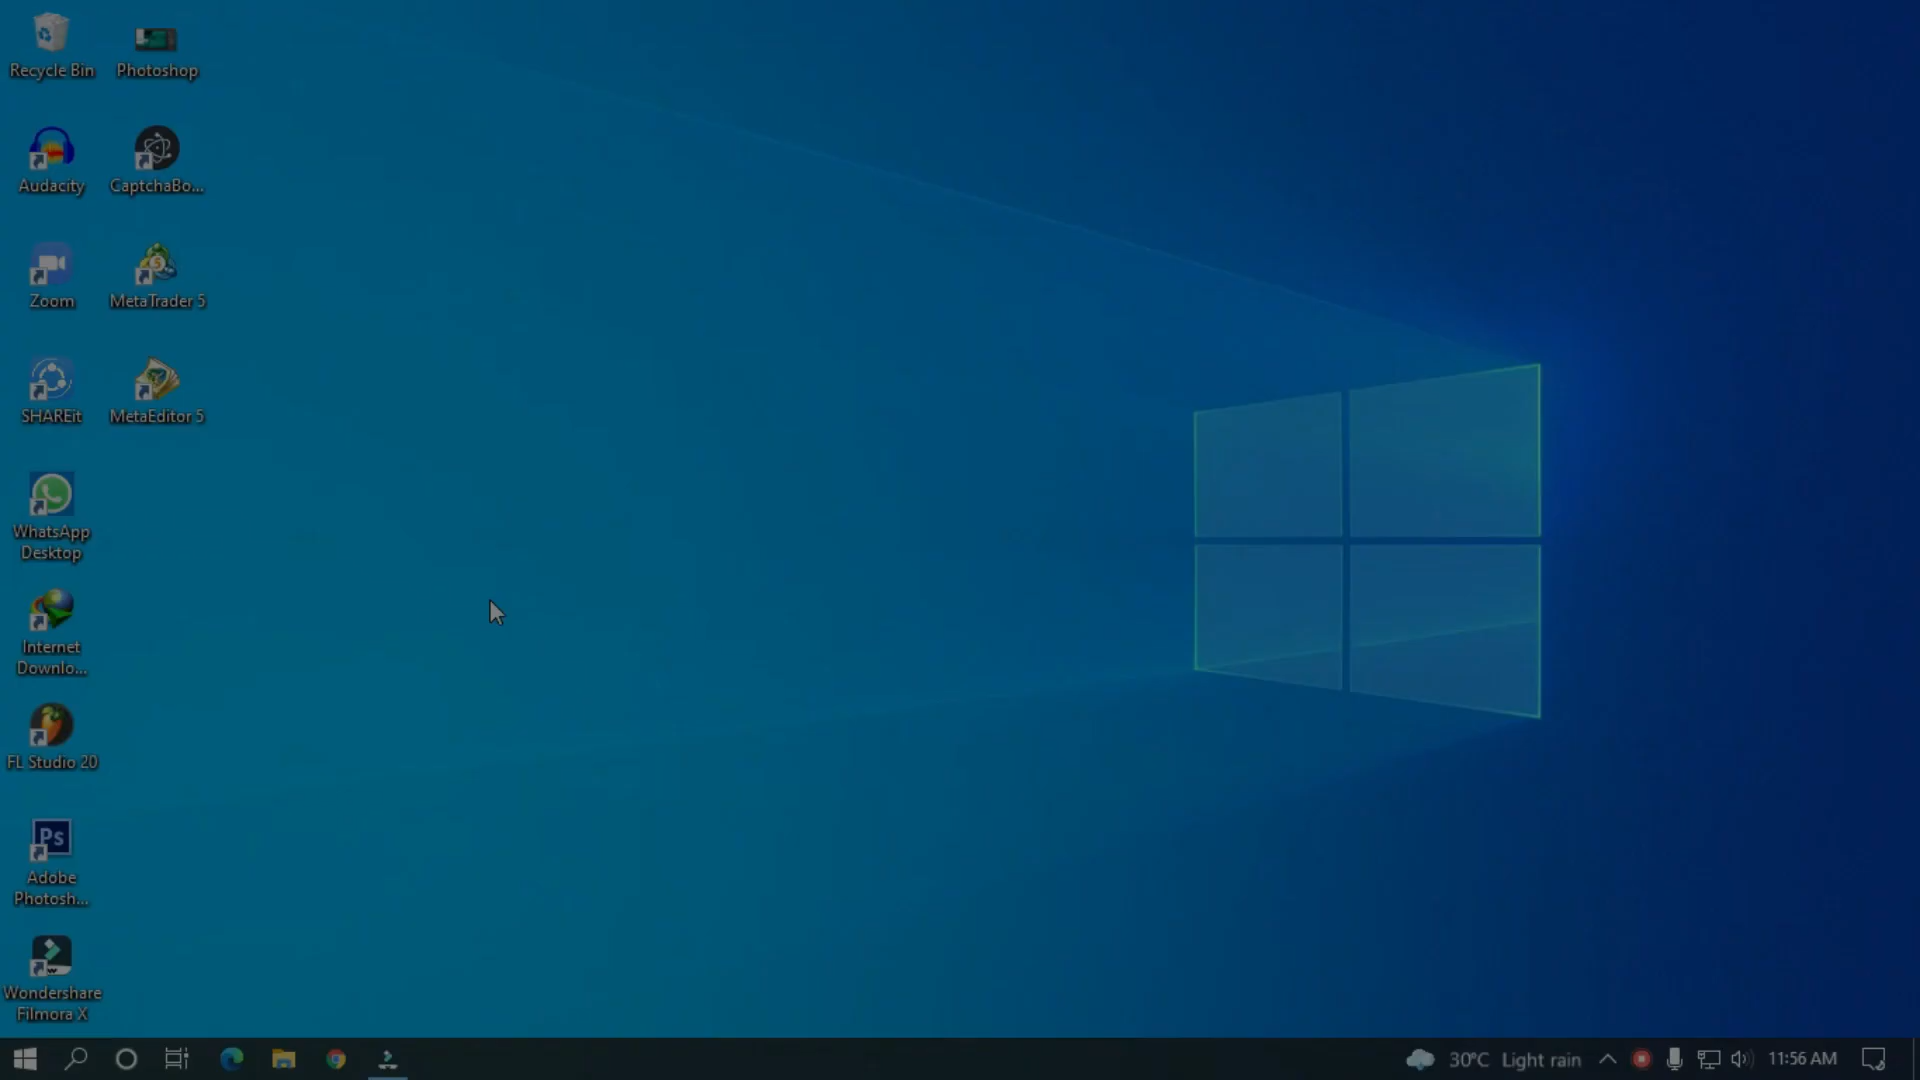 Recycle Bin
Photoshop
Audacity
CaptchaBo...
Zoom
MetaTrader 5
SHAREit
MetaEditor 5
WhatsApp
Desktop
Internet
Downlo...
FL Studio 20
Ps
Adobe
Photosh...
Wondershare
Filmora X
30°C Light rain
11:56 AM